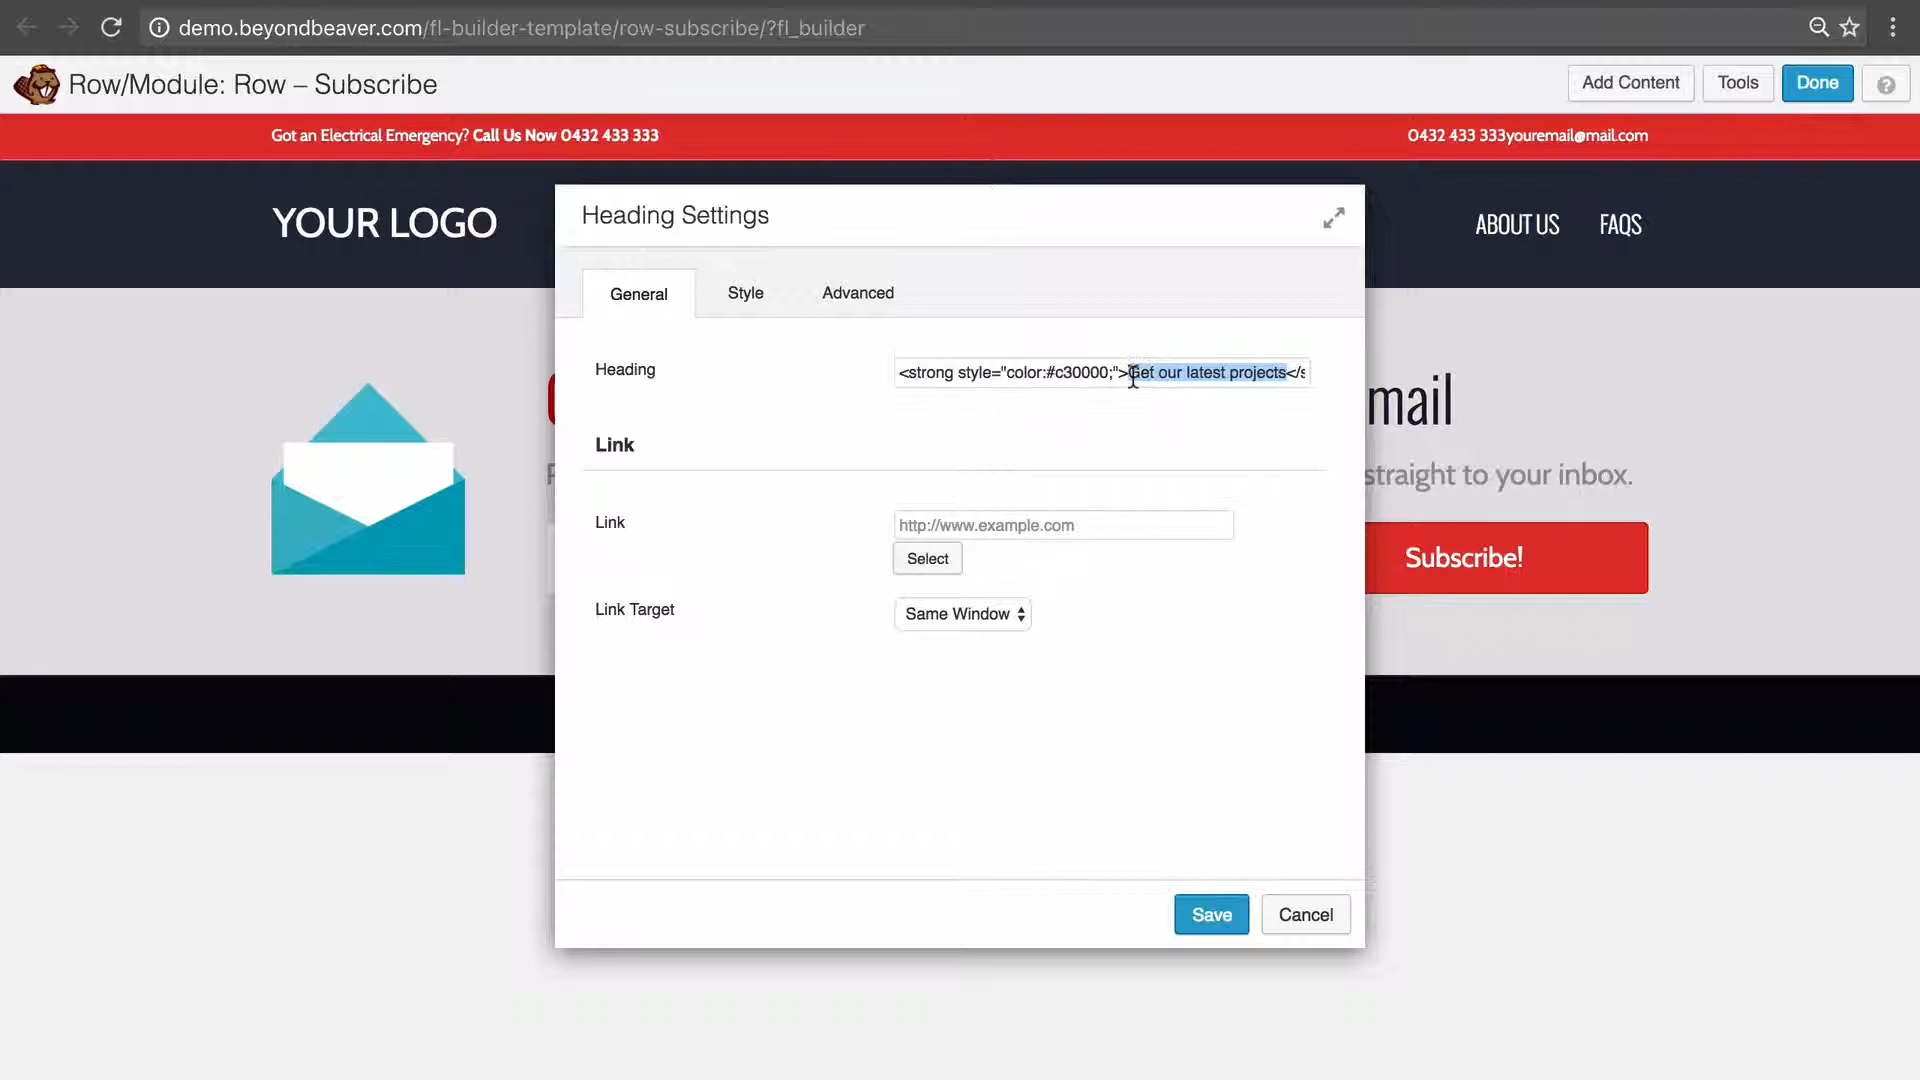 demo.beyondbeaver.com/fl-builder-template/row-subscribe/?fl_builder
Row/Module: Row – Subscribe
Add Content
Tools
Done
?
Got an Electrical Emergency? Call Us Now 0432 433 333
0432 433 333youremail@mail.com
YOUR LOGO
ABOUT US
FAQS
Heading Settings
General
Style
Advanced
Heading
<strong style="color:#c30000;">Get our latest projects</s
mail
Link
straight to your inbox.
Link
http://www.example.com
Select
Subscribe!
Link Target
Same Window
Save
Cancel